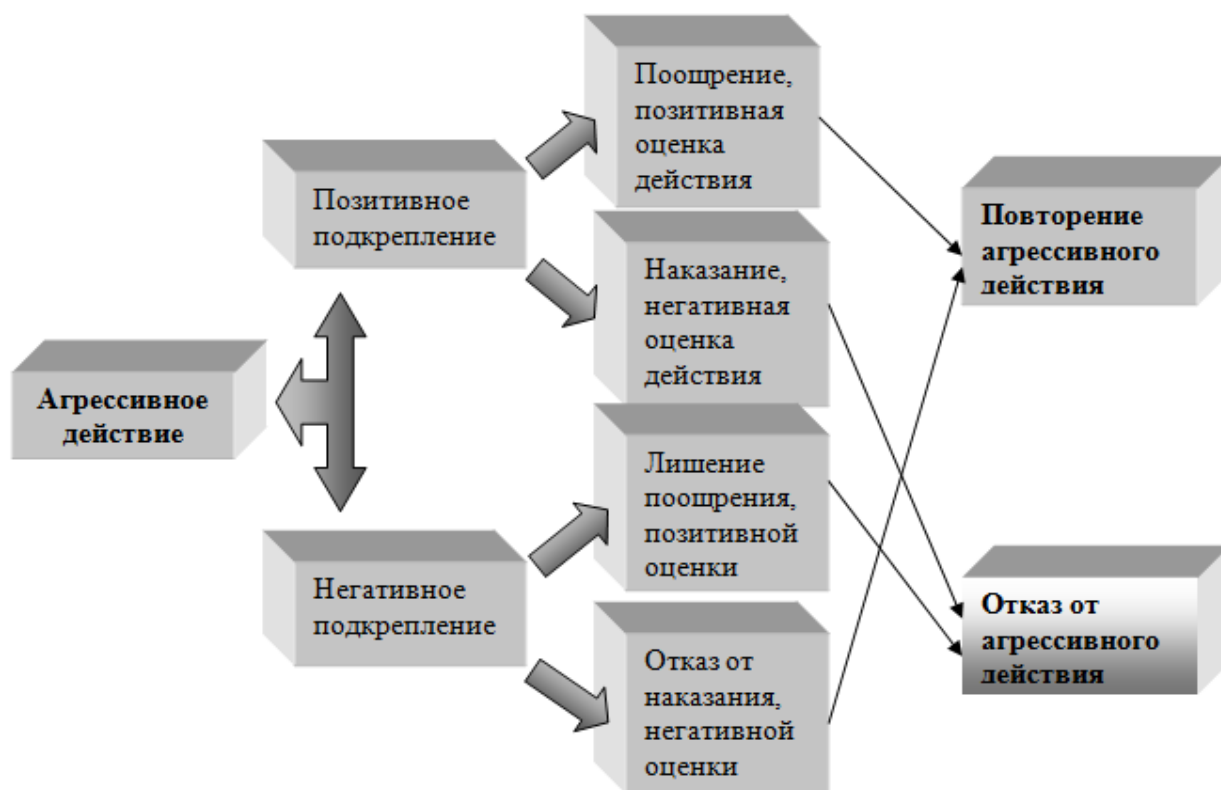 Поощрение,
позитивная
оценка
действия
Позитивное
подкрепление
Повторение
агрессивного
действия
Наказание,
негативная
оценка
действия
Агрессивное
действие
Лишение
поощрения,
позитивной
оценки
Негативное
подкрепление
Отказ от
агрессивного
действия
Отказ от
наказания,
негативной
оценки